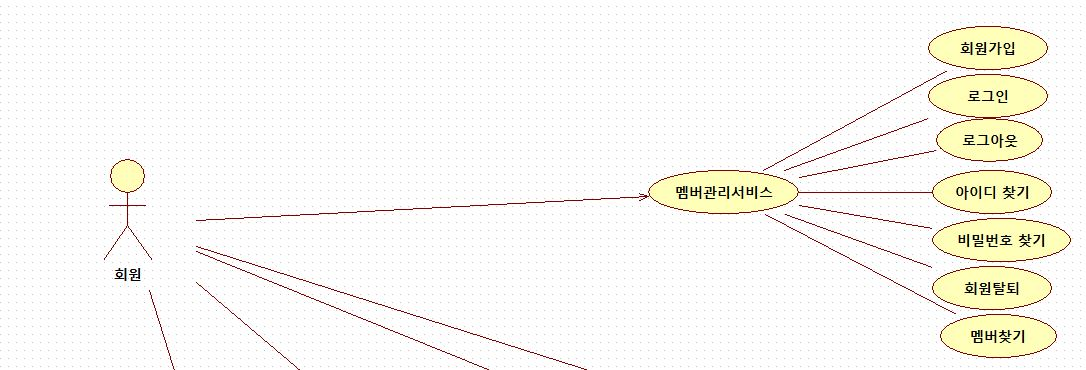 회원가입
로그인
로그아웃
멤버관리서비스
아이디 찾기
비밀번호 찾기
회원
회원탈퇴
멤버찾기